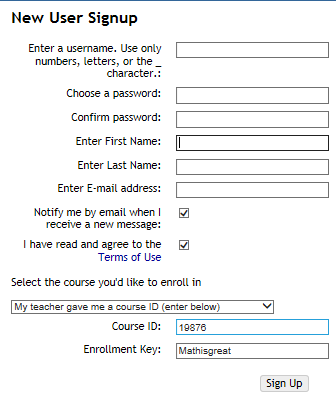 New User Signup
Enter a username. Use only
numbers, letters, or the _
character.:
Choose a password:
Confirm password:
Enter First Name:
Enter Last Name:
Enter E-mail address:
Notify me by email when I
receive a new message:
I have read and agree to the
Terms of Use
Select the course you'd like to enroll in
My teacher gave me a course ID (enter below)
Course ID: 19876
Enrollment Key: Mathisgreat
Sign Up